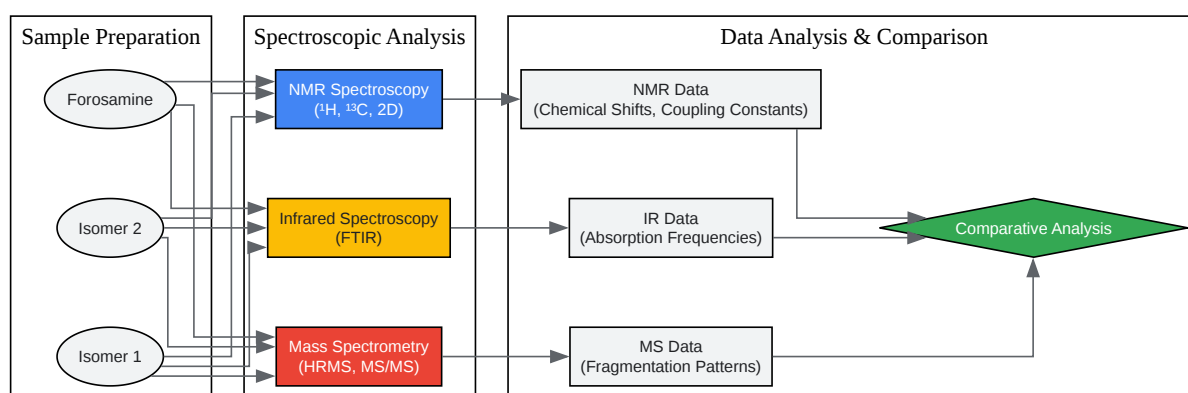 Sample Preparation
Spectroscopic Analysis
Data Analysis & Comparison
Forosamine
NMR Spectroscopy
(¹H, ¹³C, 2D)
NMR Data
(Chemical Shifts, Coupling Constants)
Isomer 2
Infrared Spectroscopy
(FTIR)
IR Data
(Absorption Frequencies)
Comparative Analysis
Isomer 1
Mass Spectrometry
(HRMS, MS/MS)
MS Data
(Fragmentation Patterns)